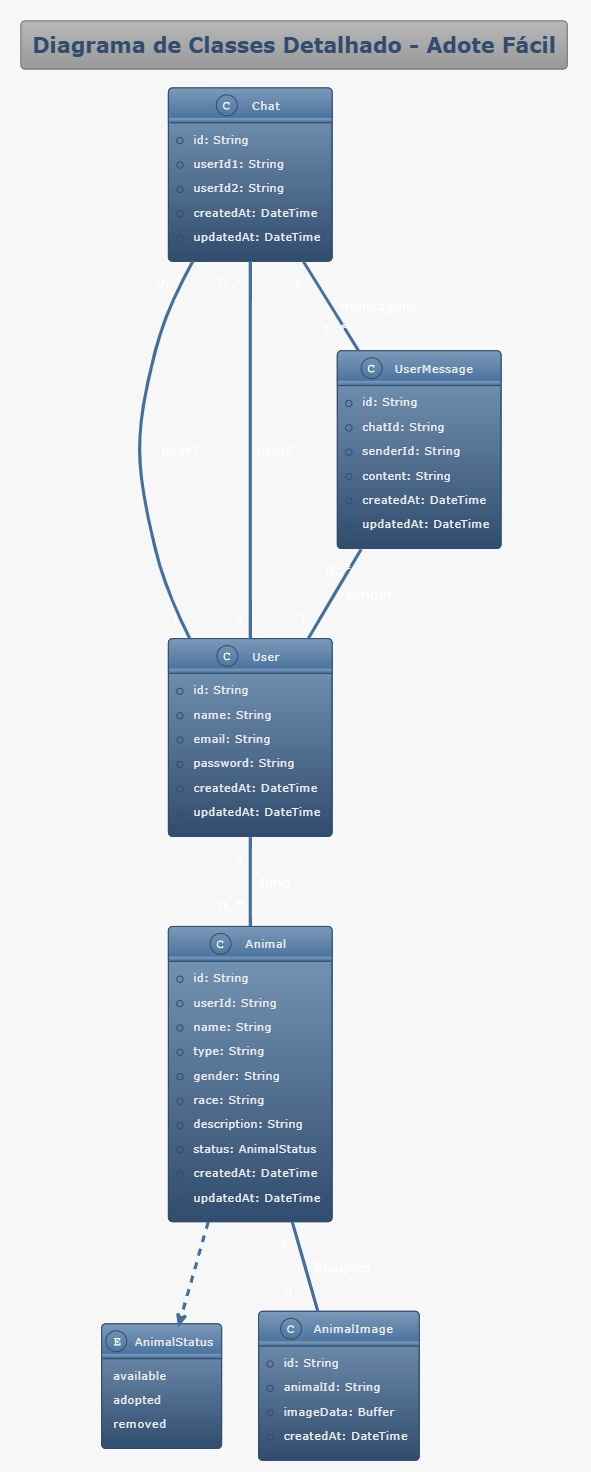 Diagrama de Classes Detalhado - Adote Fácil
C Chat
id: String
userId1: String
userId2: String
createdAt: DateTime
updatedAt: DateTime
0..* 0..* 1
mensagens
user1 user2
C UserMessage
id: String
chatId: String
senderId: String
content: String
createdAt: DateTime
updatedAt: DateTime
0..*
sender
1 1
C User
id: String
name: String
email: String
password: String
createdAt: DateTime
updatedAt: DateTime
1
dono
0..*
C Animal
id: String
userId: String
name: String
type: String
gender: String
race: String
description: String
status: AnimalStatus
createdAt: DateTime
updatedAt: DateTime
1
imagens
0..*
E AnimalStatus
available
adopted
removed
C AnimalImage
id: String
animalId: String
imageData: Buffer
createdAt: DateTime